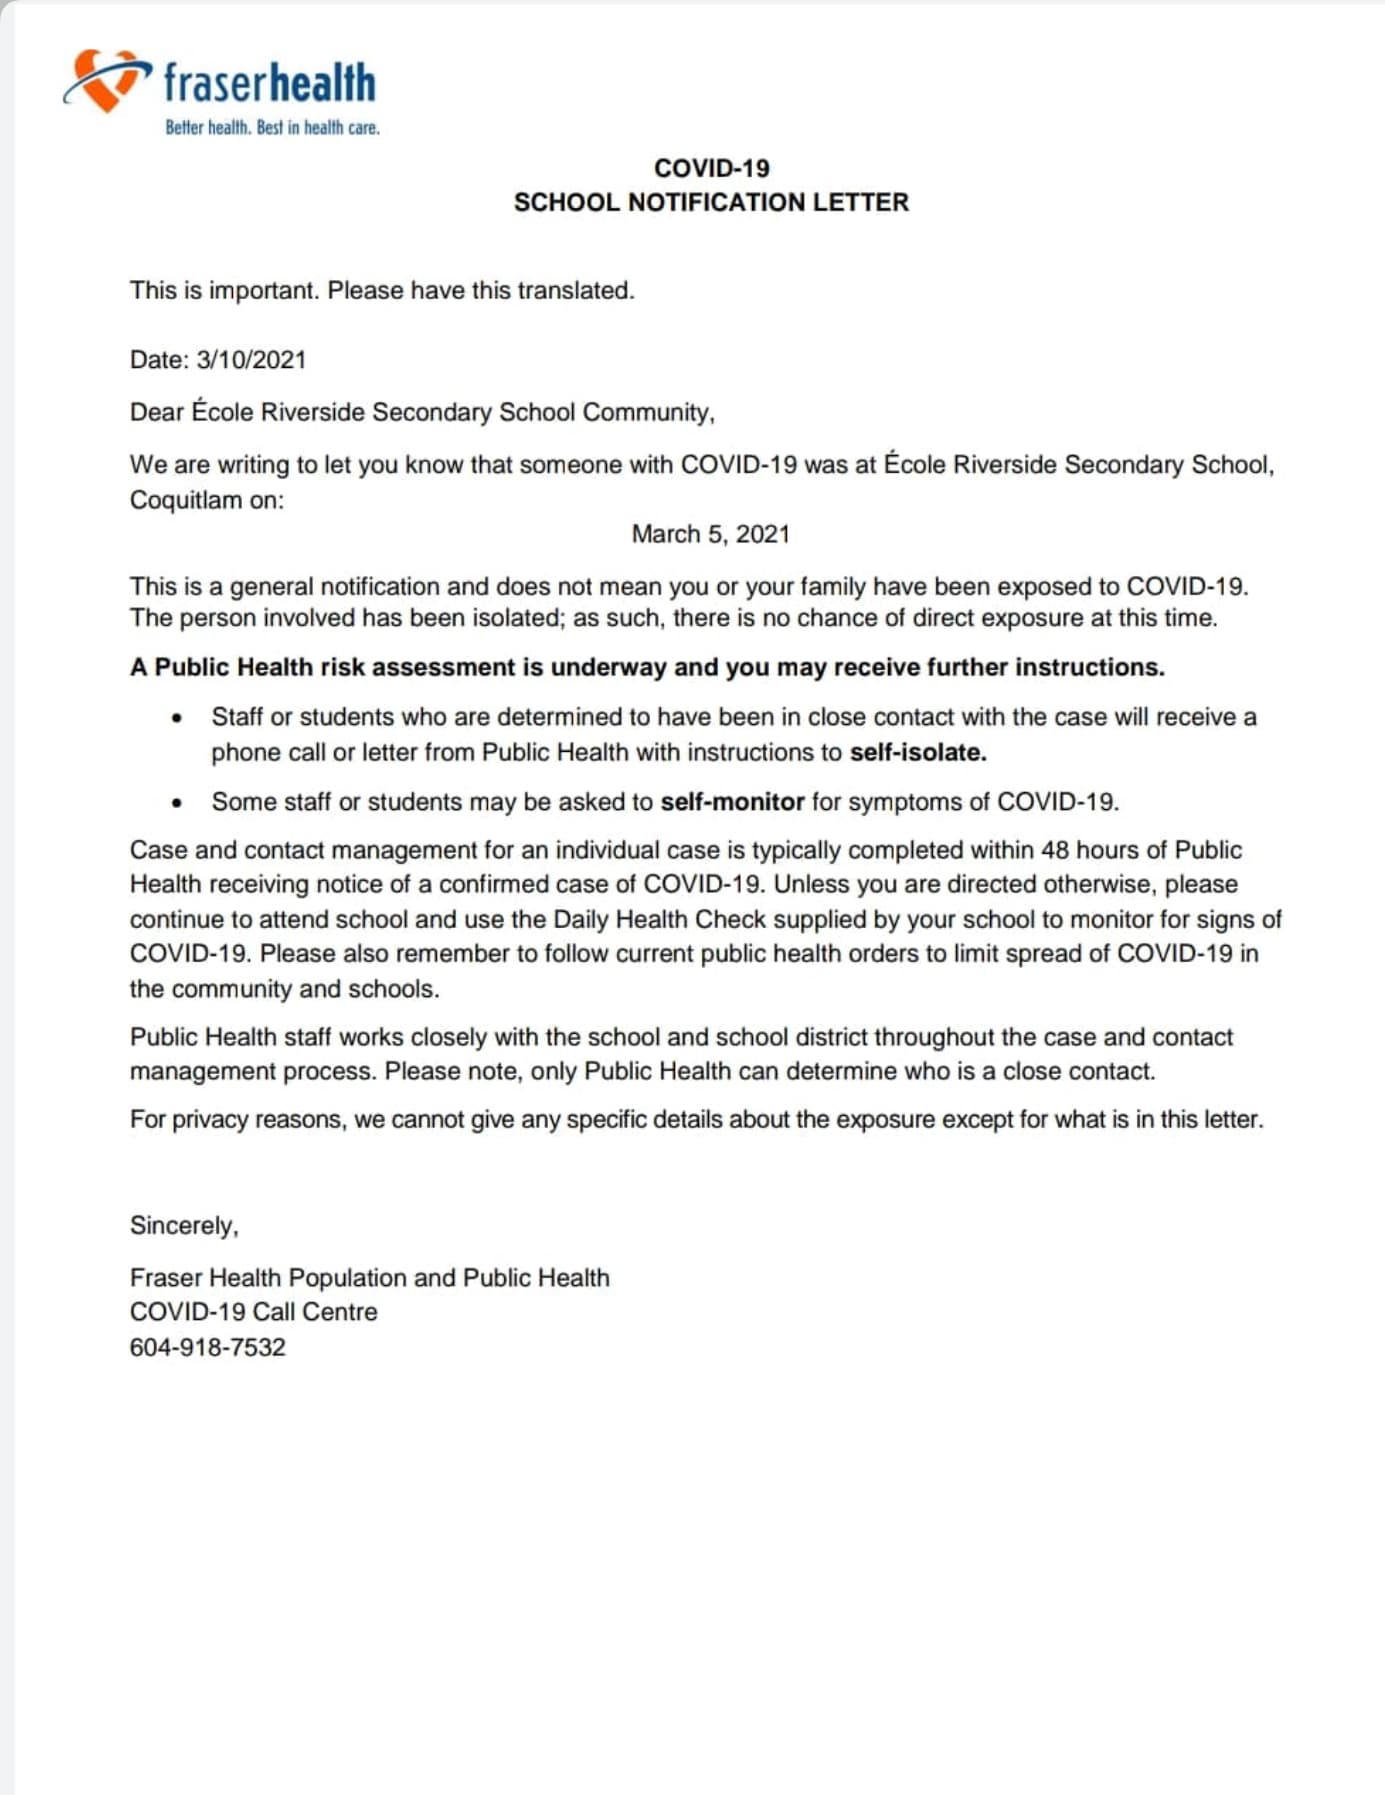 fraserhealth
Better health. Best in health care.
COVID-19
SCHOOL NOTIFICATION LETTER
This is important. Please have this translated.
Date: 3/10/2021
Dear École Riverside Secondary School Community,
We are writing to let you know that someone with COVID-19 was at École Riverside Secondary School,
Coquitlam on:
March 5, 2021
This is a general notification and does not mean you or your family have been exposed to COVID-19.
The person involved has been isolated; as such, there is no chance of direct exposure at this time.
A Public Health risk assessment is underway and you may receive further instructions.
• Staff or students who are determined to have been in close contact with the case will receive a
phone call or letter from Public Health with instructions to self-isolate.
• Some staff or students may be asked to self-monitor for symptoms of COVID-19.
Case and contact management for an individual case is typically completed within 48 hours of Public
Health receiving notice of a confirmed case of COVID-19. Unless you are directed otherwise, please
continue to attend school and use the Daily Health Check supplied by your school to monitor for signs of
COVID-19. Please also remember to follow current public health orders to limit spread of COVID-19 in
the community and schools.
Public Health staff works closely with the school and school district throughout the case and contact
management process. Please note, only Public Health can determine who is a close contact.
For privacy reasons, we cannot give any specific details about the exposure except for what is in this letter.
Sincerely,
Fraser Health Population and Public Health
COVID-19 Call Centre
604-918-7532